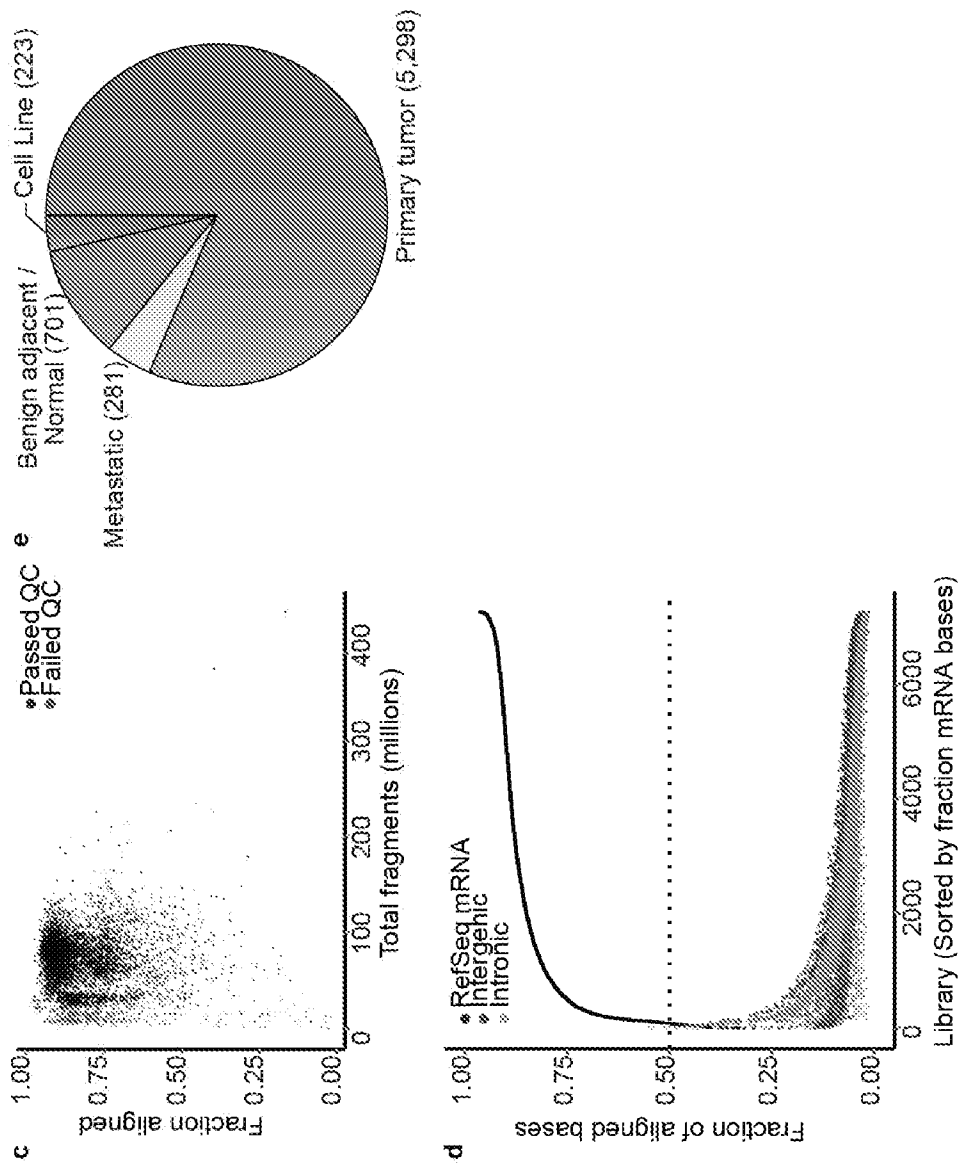 c
Fraction aligned
1.00
0.75
0.50
0.25
0.00
0
100
200
300
400
Total fragments (millions)
Passed QC
Failed QC
d
Fraction of aligned bases
1.00
0.75
0.50
0.25
0.00
RefSeq mRNA
Intergehic
Intronic
0
2000
4000
6000
Library (Sorted by fraction mRNA bases)
e
Benign adjacent /
Normal (701)
Cell Line (223)
Metastatic (281)
Primary tumor (5,298)